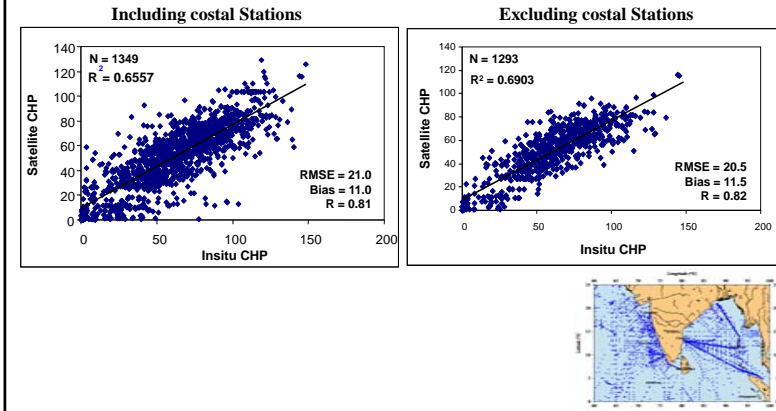 Including costal Stations
140
120
100
80
60
40
20
0
Satellite CHP
N = 1349
R² = 0.6557
RMSE = 21.0
Bias = 11.0
R = 0.81
0 50 100 150 200
Insitu CHP
Excluding costal Stations
140
120
100
80
60
40
20
0
Satellite CHP
N = 1293
R² = 0.6903
RMSE = 20.5
Bias = 11.5
R = 0.82
0 50 100 150 200
Insitu CHP